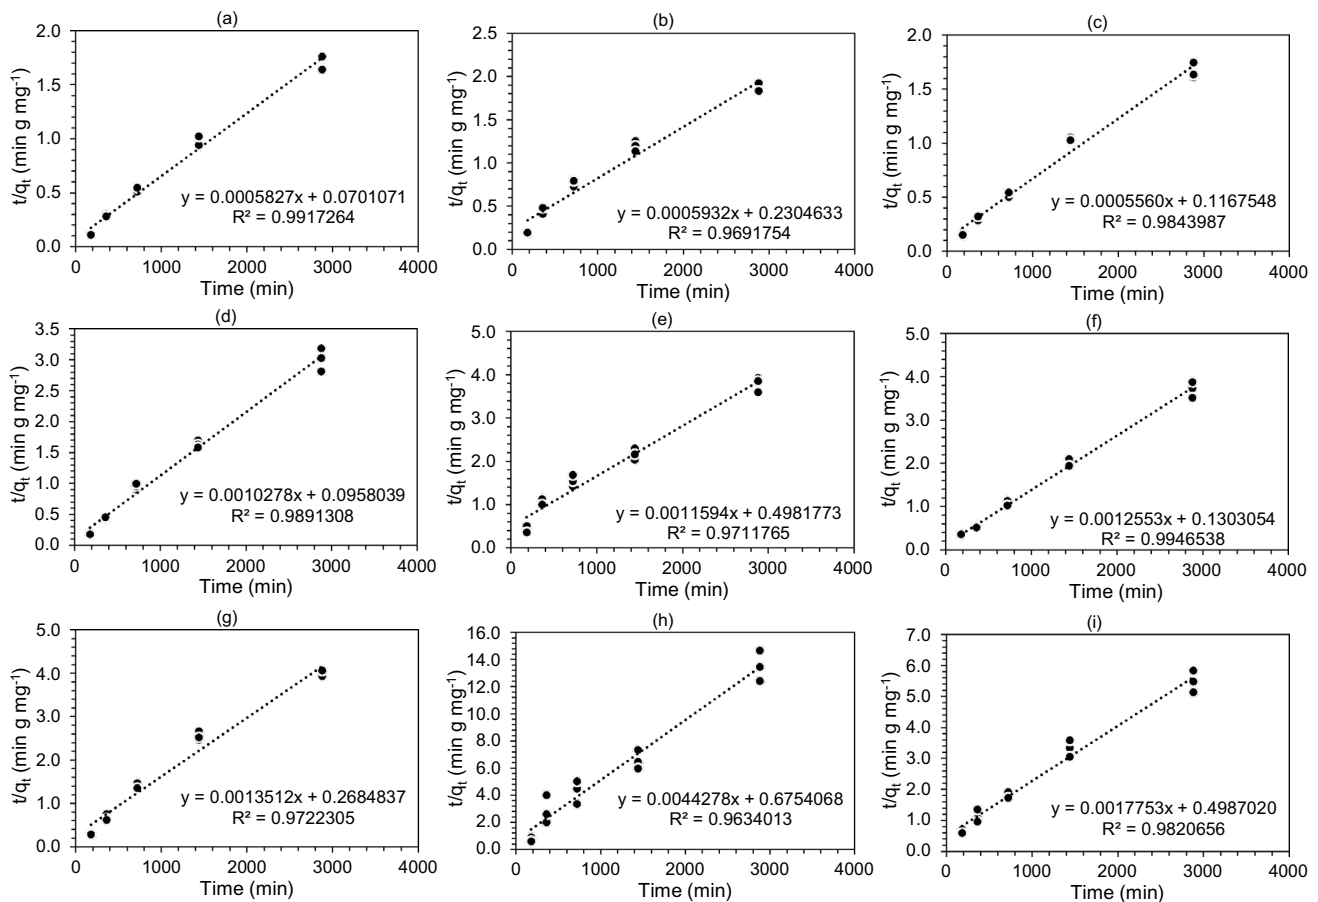 (a)
2.0
1.5
1.0
0.5
0.0
t/qt (min g mg-1)
y = 0.0005827x + 0.0701071
R² = 0.9917264
0 1000 2000 3000 4000
Time (min)
(b)
2.5
2.0
1.5
1.0
0.5
0.0
t/qt (min g mg-1)
y = 0.0005932x + 0.2304633
R² = 0.9691754
0 1000 2000 3000 4000
Time (min)
(c)
2.0
1.5
1.0
0.5
0.0
t/qt (min g mg-1)
y = 0.0005560x + 0.1167548
R² = 0.9843987
0 1000 2000 3000 4000
Time (min)
(d)
3.5
3.0
2.5
2.0
1.5
1.0
0.5
0.0
t/qt (min g mg-1)
y = 0.0010278x + 0.0958039
R² = 0.9891308
0 1000 2000 3000 4000
Time (min)
(e)
5.0
4.0
3.0
2.0
1.0
0.0
t/qt (min g mg-1)
y = 0.0011594x + 0.4981773
R² = 0.9711765
0 1000 2000 3000 4000
Time (min)
(f)
5.0
4.0
3.0
2.0
1.0
0.0
t/qt (min g mg-1)
y = 0.0012553x + 0.1303054
R² = 0.9946538
0 1000 2000 3000 4000
Time (min)
(g)
5.0
4.0
3.0
2.0
1.0
0.0
t/qt (min g mg-1)
y = 0.0013512x + 0.2684837
R² = 0.9722305
0 1000 2000 3000 4000
Time (min)
(h)
16.0
14.0
12.0
10.0
8.0
6.0
4.0
2.0
0.0
t/qt (min g mg-1)
y = 0.0044278x + 0.6754068
R² = 0.9634013
0 1000 2000 3000 4000
Time (min)
(i)
7.0
6.0
5.0
4.0
3.0
2.0
1.0
0.0
t/qt (min g mg-1)
y = 0.0017753x + 0.4987020
R² = 0.9820656
0 1000 2000 3000 4000
Time (min)